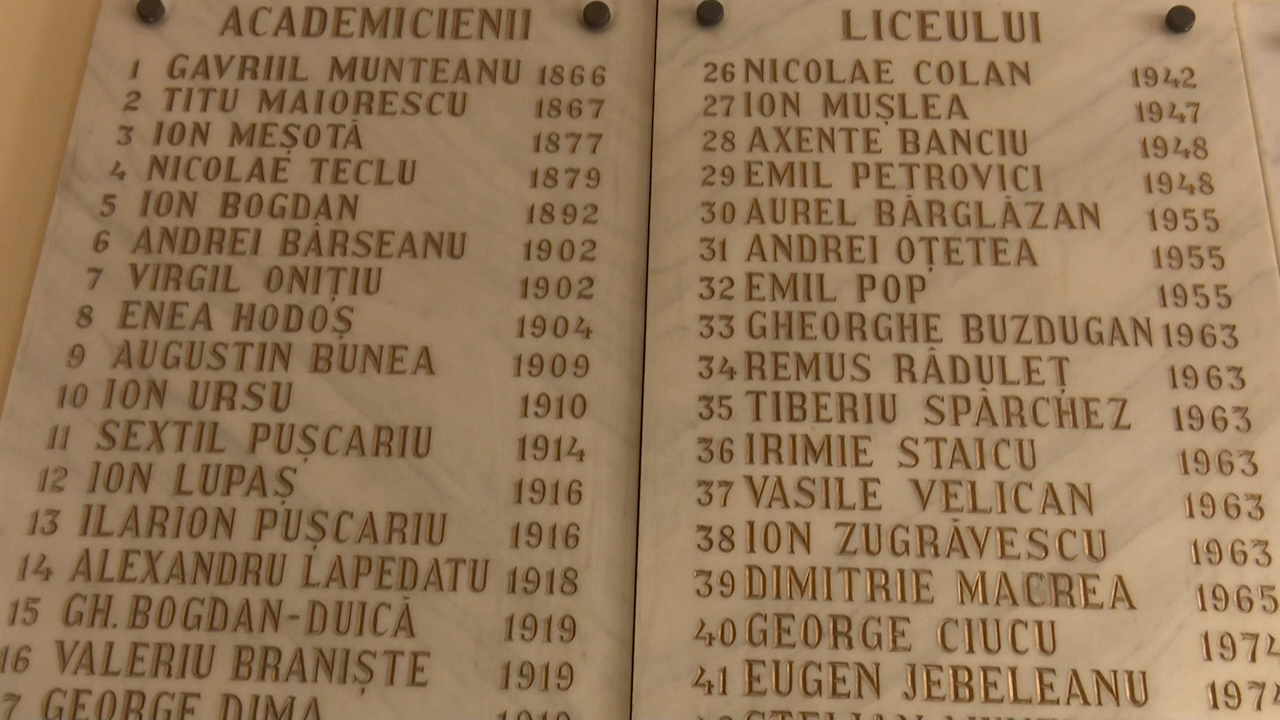 ACADEMICIENII
1 GAVRIIL MUNTEANU 1866
2 TITU MAIORESCU 1867
3 ION MEȘOTĂ 1877
4 NICOLAE TECLU 1879
5 ION BOGDAN 1892
6 ANDREI BÂRSEANU 1902
7 VIRGIL ONIȚIU 1902
8 ENEA HODOȘ 1904
9 AUGUSTIN BUNEA 1909
10 ION URSU 1910
11 SEXTIL PUȘCARIU 1914
12 ION LUPAȘ 1916
13 ILARION PUȘCARIU 1916
14 ALEXANDRU LAPEDATU 1918
15 GH. BOGDAN-DUICĂ 1919
16 VALERIU BRANIȘTE 1919
7 GEORGE DIMA 1919
LICEULUI
26 NICOLAE COLAN 1942
27 ION MUȘLEA 1947
28 AXENTE BANCIU 1948
29 EMIL PETROVICI 1948
30 AUREL BĂRGLĂZAN 1955
31 ANDREI OȚETEA 1955
32 EMIL POP 1955
33 GHEORGHE BUZDUGAN 1963
34 REMUS RĂDULEȚ 1963
35 TIBERIU SPÂRCHEZ 1963
36 IRIMIE STAICU 1963
37 VASILE VELICAN 1963
38 ION ZUGRĂVESCU 1963
39 DIMITRIE MACREA 1965
40 GEORGE CIUCU 1974
41 EUGEN JEBELEANU 1974